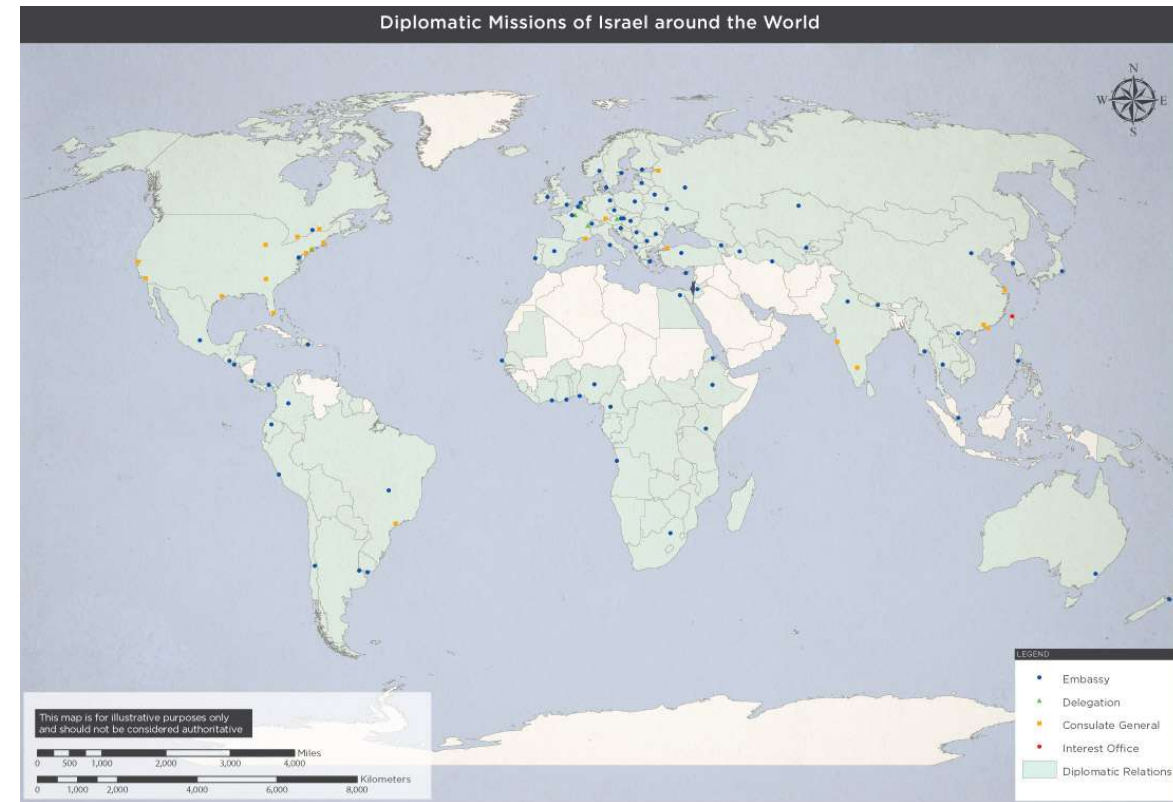 Diplomatic Missions of Israel around the World
N
W E
S
LEGEND
Embassy
Delegation
Consulate General
Interest Office
Diplomatic Relations
This map is for illustrative purposes only
and should not be considered authoritative
Miles
0 500 1,000 2,000 3,000 4,000
Kilometers
0 1,000 2,000 4,000 6,000 8,000